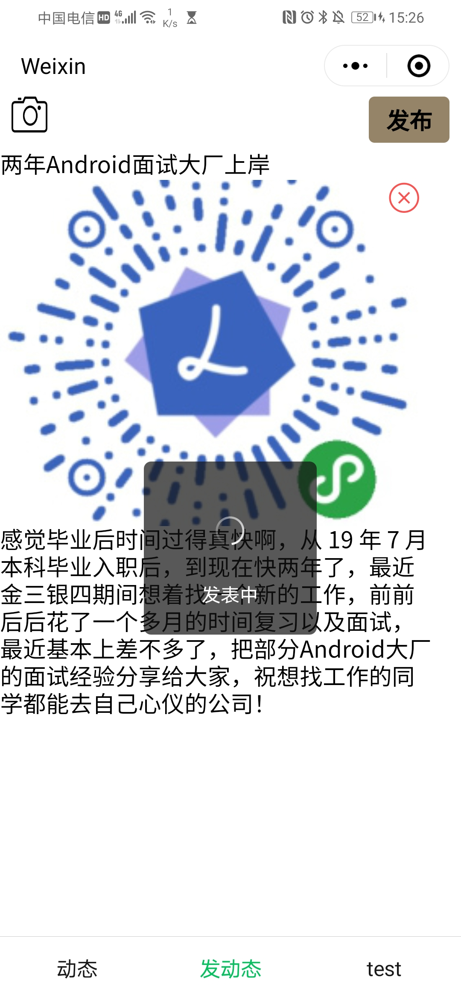 中国电信 HD 4G 1 K/s 52 15:26
Weixin
发布
两年Android面试大厂上岸
感觉毕业后时间过得真快啊，从 19 年 7 月
本科毕业入职后，到现在快两年了，最近
金三银四期间想着找一个新的工作，前前
后后花了一个多月的时间复习以及面试，
最近基本上差不多了，把部分Android大厂
的面试经验分享给大家，祝想找工作的同
学都能去自己心仪的公司！
发表中
动态 发动态 test